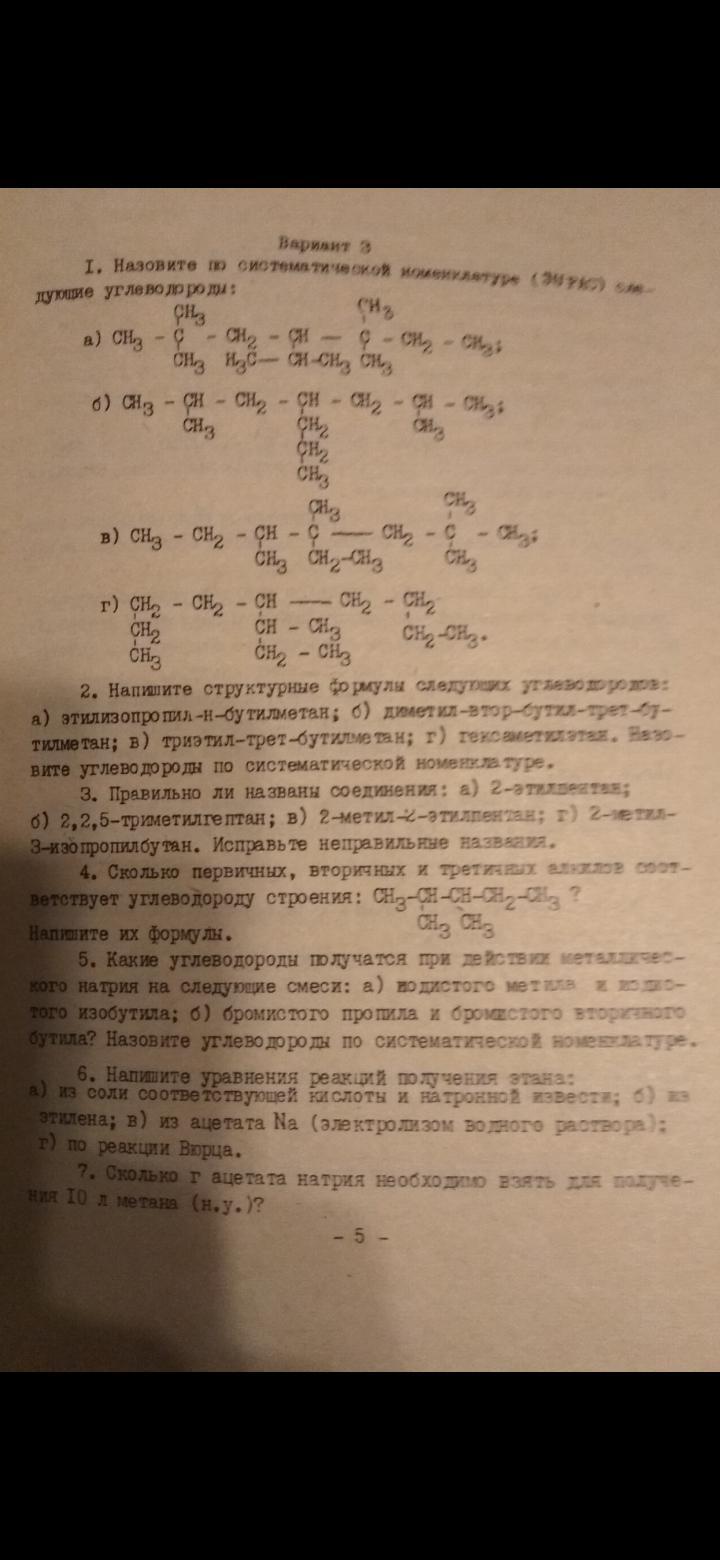 Вариант 3
I. Назовите по систематической номенклатуре (ИЮПАС) сле-
дующие углеводороды:
CH3 CH3
а) CH3 - C - CH2 - CH — C - CH2 - CH3;
CH3 H3C— CH-CH3 CH3
б) CH3 - CH - CH2 - CH - CH2 - CH - CH3;
CH3 CH2 CH3
CH2
CH3
CH3 CH3
в) CH3 - CH2 - CH - C —— CH2 - C - CH3;
CH3 CH2-CH3 CH3
г) CH2 - CH2 - CH —— CH2 - CH2
CH2 CH - CH3 CH2-CH3.
CH3 CH2 - CH3
2. Напишите структурные формулы следующих углеводородов:
а) этилизопропил-н-бутилметан; б) диметил-втор-бутил-трет-бу-
тилметан; в) триэтил-трет-бутилметан; г) гексаметилэтан. Назо-
вите углеводороды по систематической номенклатуре.
3. Правильно ли названы соединения: а) 2-этилпентан;
б) 2,2,5-триметилгептан; в) 2-метил-2-этилпентан; г) 2-метил-
3-изопропилбутан. Исправьте неправильные названия.
4. Сколько первичных, вторичных и третичных алкилов соот-
ветствует углеводороду строения: CH3-CH-CH-CH2-CH3 ?
CH3 CH3
Напишите их формулы.
5. Какие углеводороды получатся при действии металличес-
кого натрия на следующие смеси: а) иодистого метила и иодис-
того изобутила; б) бромистого пропила и бромистого вторичного
бутила? Назовите углеводороды по систематической номенклатуре.
6. Напишите уравнения реакций получения этана:
а) из соли соответствующей кислоты и натронной извести; б) из
этилена; в) из ацетата Na (электролизом водного раствора);
г) по реакции Вюрца.
7. Сколько г ацетата натрия необходимо взять для получе-
ния I0 л метана (н.у.)?
- 5 -